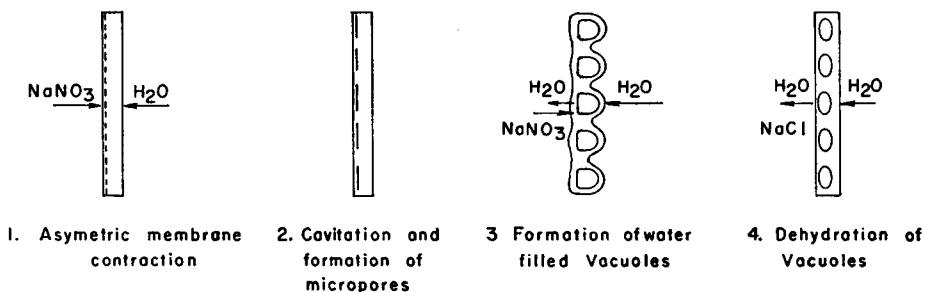 NaNO3
H2O
H2O
H2O
NaNO3
H2O
H2O
NaCl
1. Asymetric membrane
contraction
2. Cavitation and
formation of
micropores
3 Formation of water
filled Vacuoles
4. Dehydration of
Vacuoles